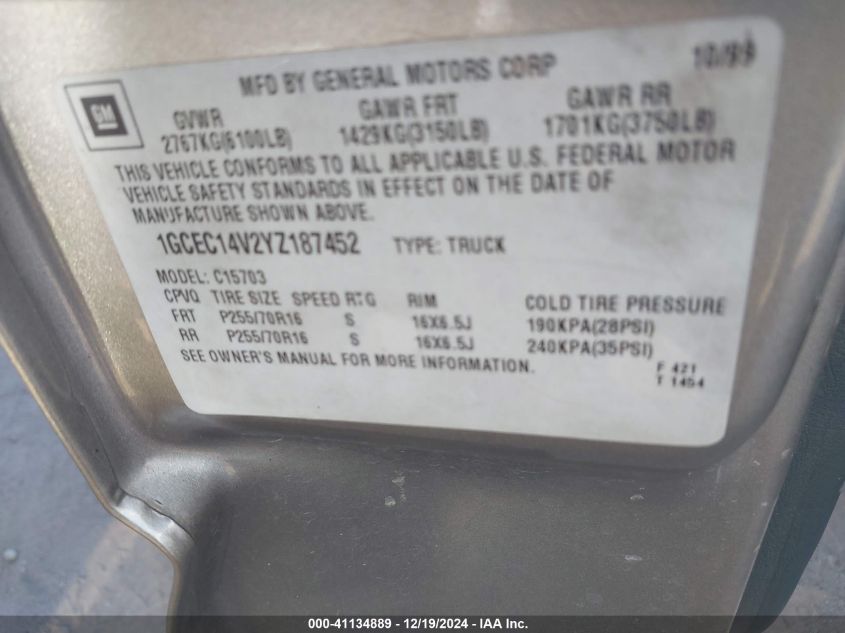 MFD BY GENERAL MOTORS CORP 10/99
GM
GVWR GAWR FRT GAWR RR
2767KG(6100LB) 1429KG(3150LB) 1701KG(3750LB)
THIS VEHICLE CONFORMS TO ALL APPLICABLE U.S. FEDERAL MOTOR
VEHICLE SAFETY STANDARDS IN EFFECT ON THE DATE OF
MANUFACTURE SHOWN ABOVE.
1GCEC14V2YZ187452 TYPE: TRUCK
MODEL: C15703
CPVQ TIRE SIZE SPEED RTG RIM COLD TIRE PRESSURE
FRT P255/70R16 S 16X6.5J 190KPA(28PSI)
RR P255/70R16 S 16X6.5J 240KPA(35PSI)
SEE OWNER'S MANUAL FOR MORE INFORMATION.
F 421
T 1454
000-41134889 - 12/19/2024 - IAA Inc.